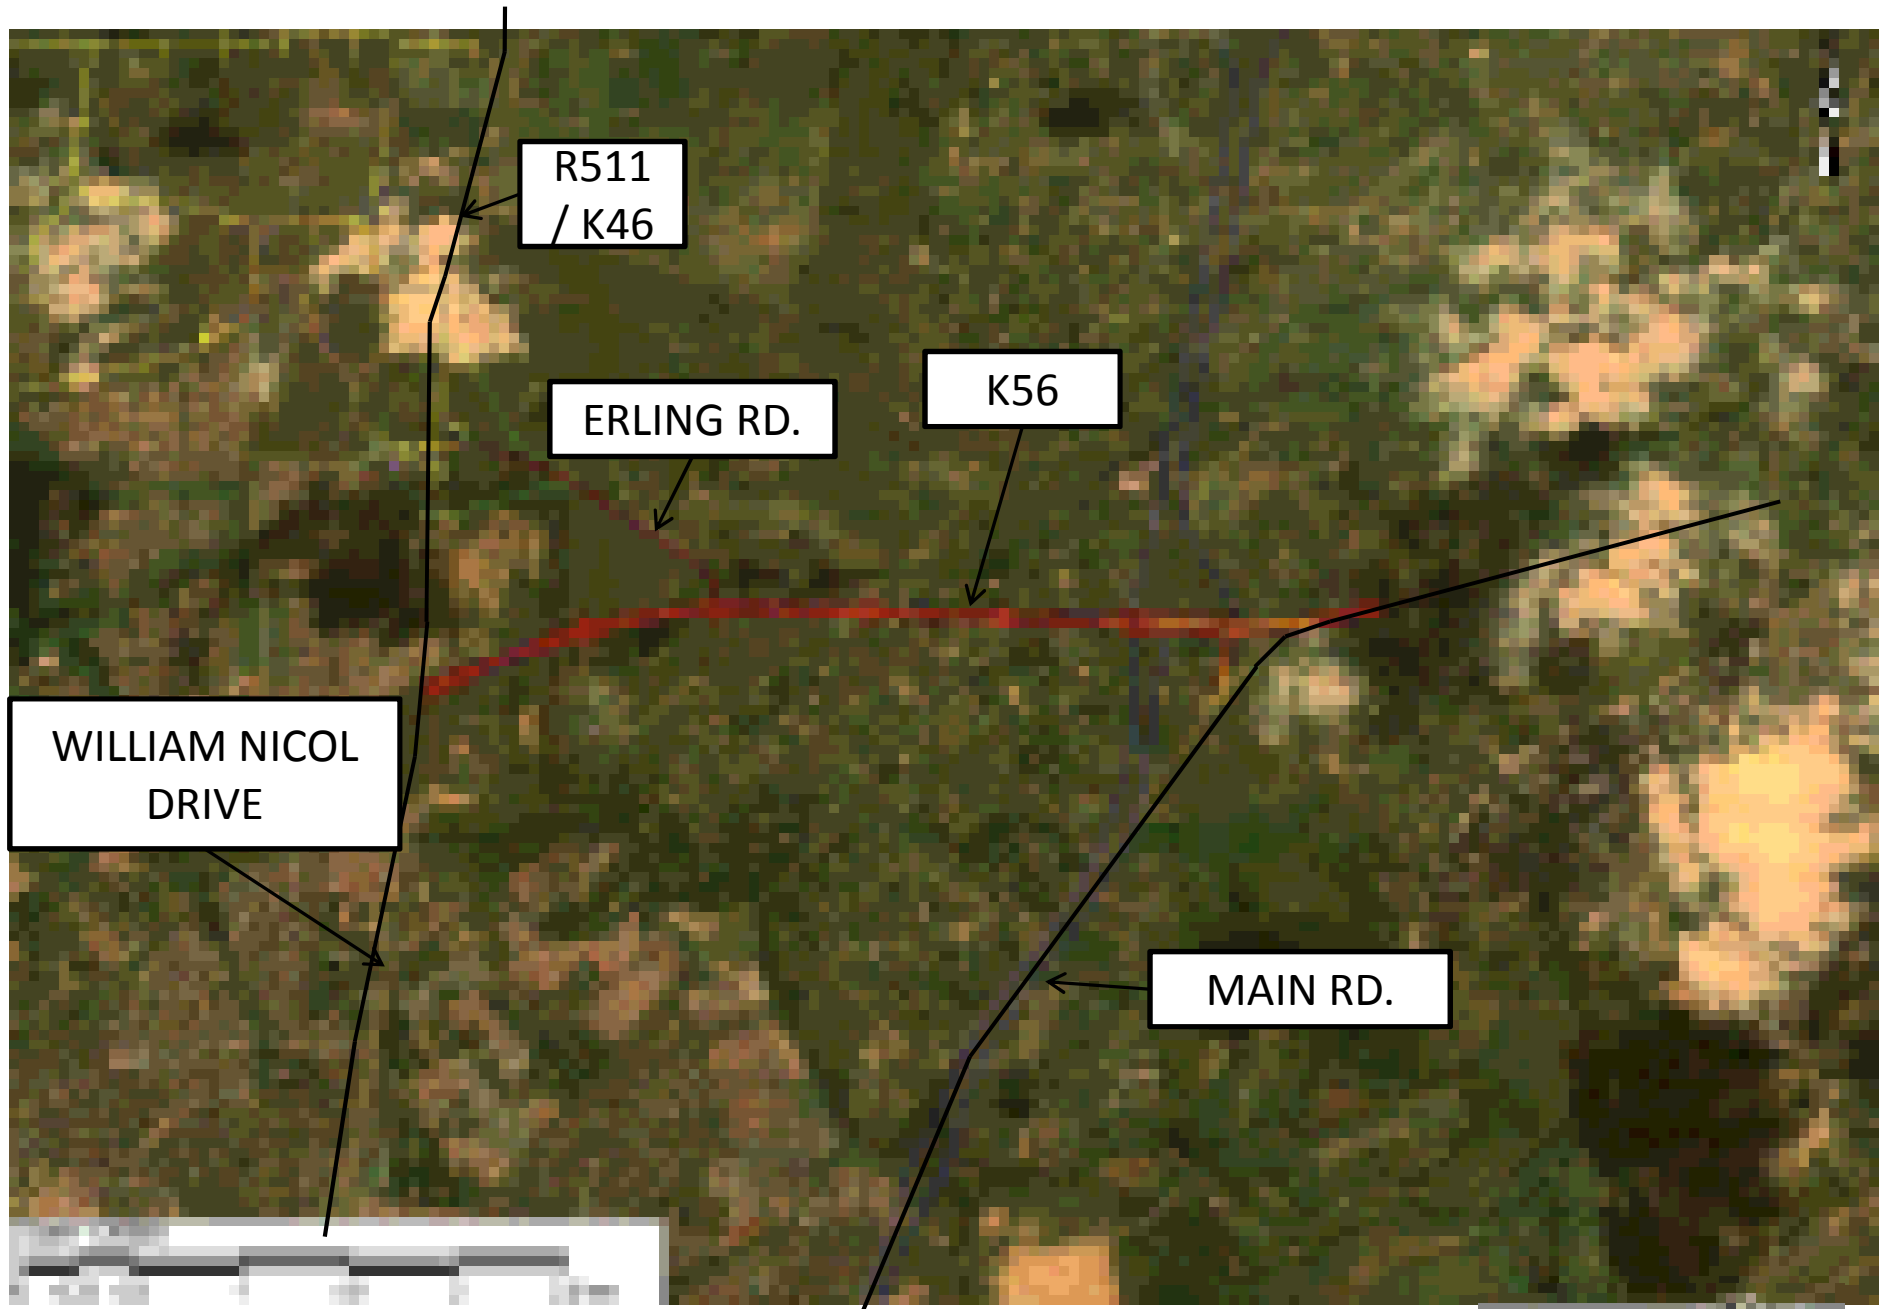 R511
/ K46
K56
ERLING RD.
WILLIAM NICOL
DRIVE
MAIN RD.